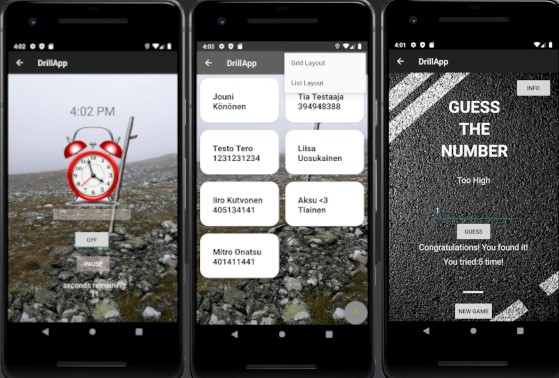 4:02
DrillApp
4:02 PM
OFF
PAUSE
seconds remaining
4:03
DrillApp
Grid Layout
List Layout
Jouni
Könönen
Tia Testaaja
394948388
Testo Tero
1231231234
Liisa
Uosukainen
Iiro Kutvonen
405134141
Aksu <3
Tiainen
Mitro Onatsu
401411441
4:01
DrillApp
INFO
GUESS
THE
NUMBER
Too High
1
GUESS
Congratulations! You found it!
You tried:5 time!
NEW GAME